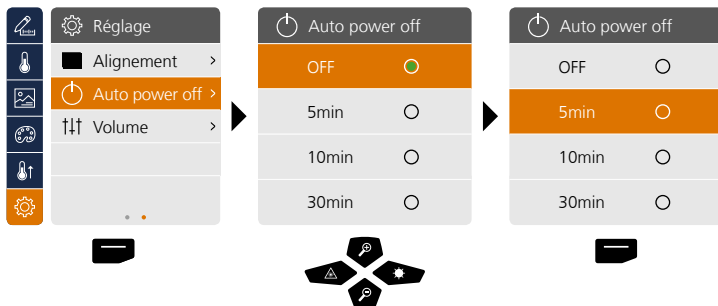 Réglage
Alignement
Auto power off
Volume
Auto power off
OFF
5min
10min
30min
Auto power off
OFF
5min
10min
30min